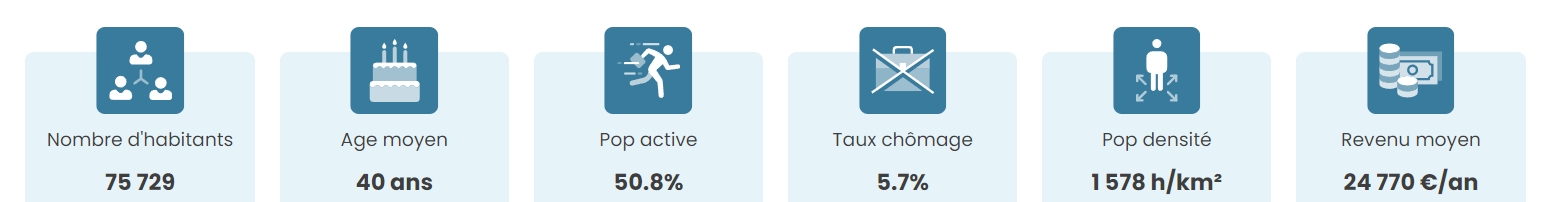 Nombre d'habitants
75 729
Age moyen
40 ans
Pop active
50.8%
Taux chômage
5.7%
Pop densité
1 578 h/km²
Revenu moyen
24 770 €/an